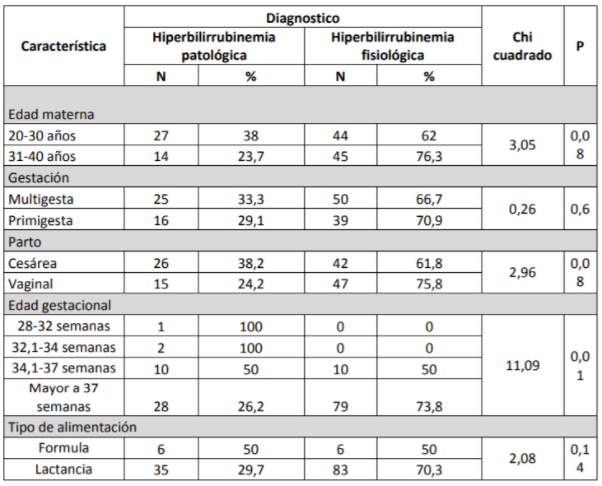 Característica Diagnostico Chi cuadrado P
Hiperbilirrubinemia patológica Hiperbilirrubinemia fisiológica
N % N %
Edad materna
20-30 años 27 38 44 62 3,05 0,08
31-40 años 14 23,7 45 76,3
Gestación
Multigesta 25 33,3 50 66,7 0,26 0,6
Primigesta 16 29,1 39 70,9
Parto
Cesárea 26 38,2 42 61,8 2,96 0,08
Vaginal 15 24,2 47 75,8
Edad gestacional
28-32 semanas 1 100 0 0 11,09 0,01
32,1-34 semanas 2 100 0 0
34,1-37 semanas 10 50 10 50
Mayor a 37 semanas 28 26,2 79 73,8
Tipo de alimentación
Formula 6 50 6 50 2,08 0,14
Lactancia 35 29,7 83 70,3